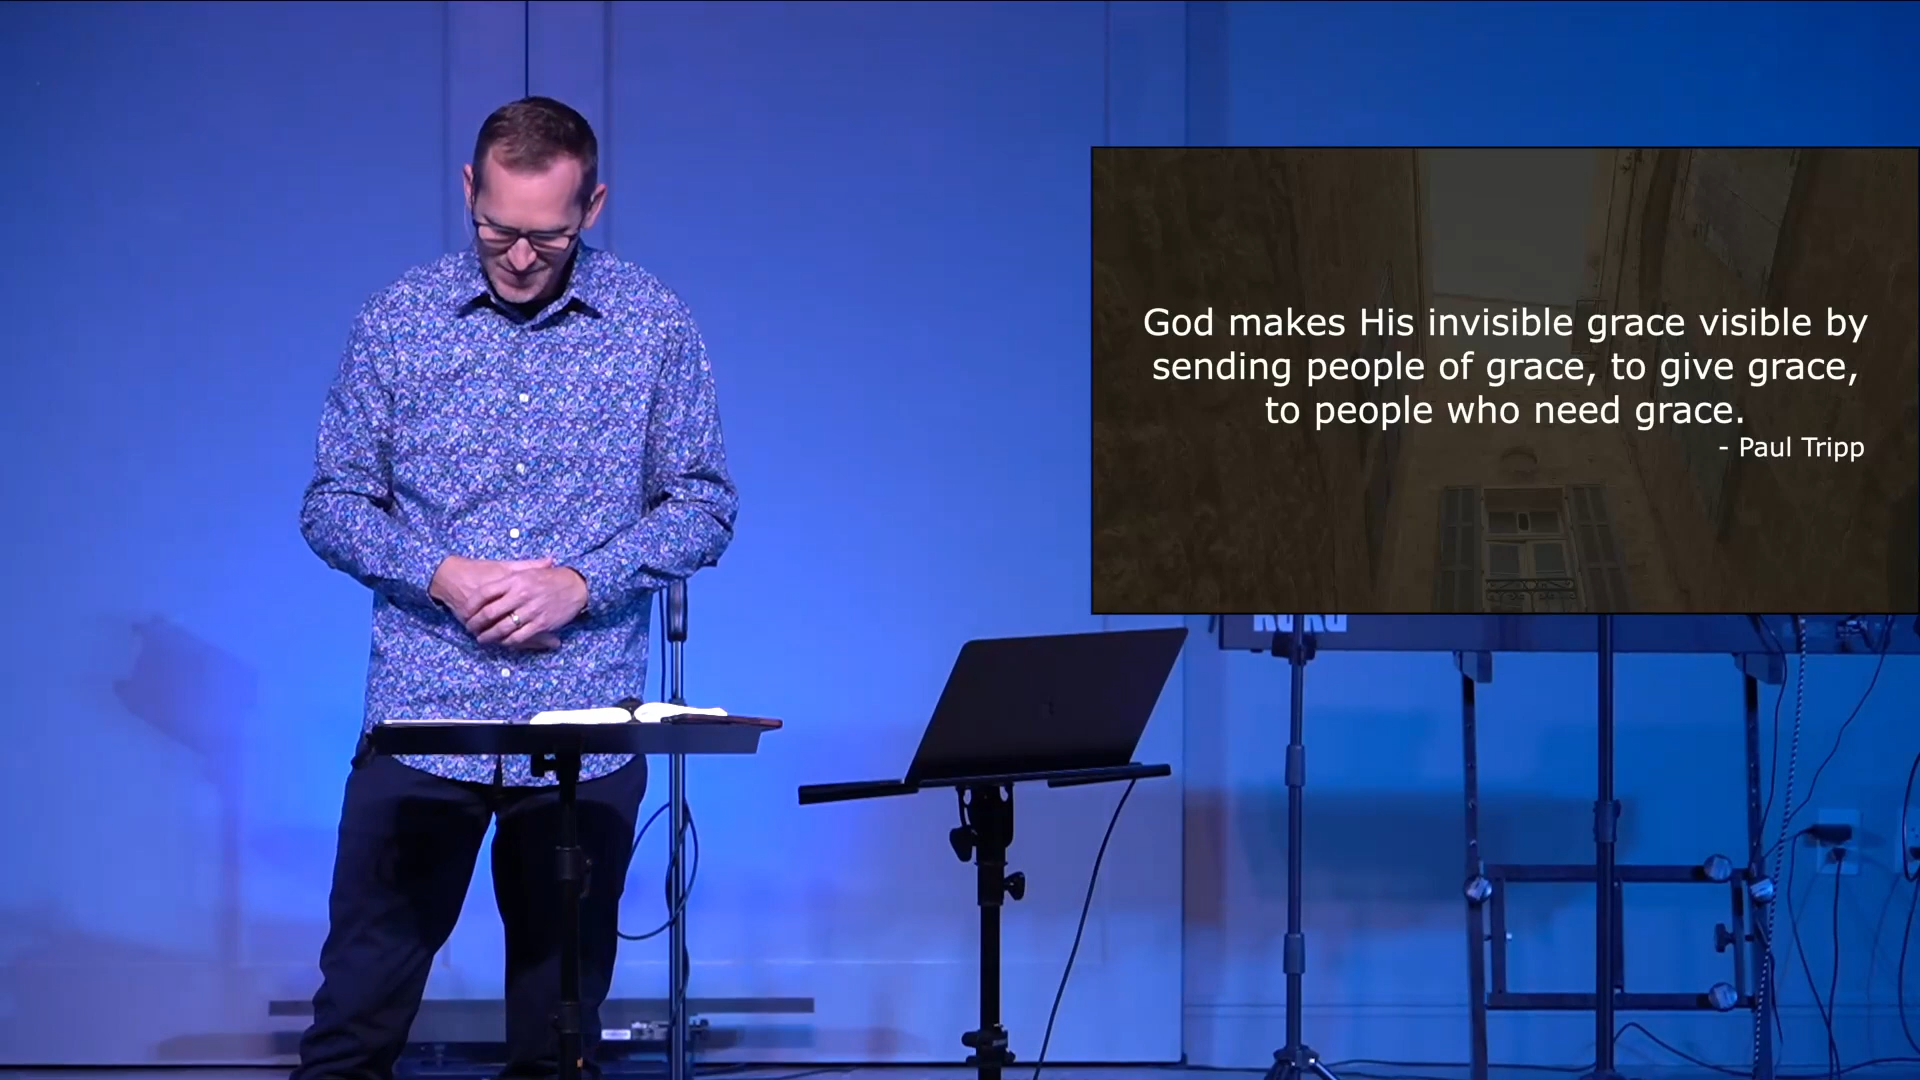 God makes His invisible grace visible by
sending people of grace, to give grace,
to people who need grace.
- Paul Tripp